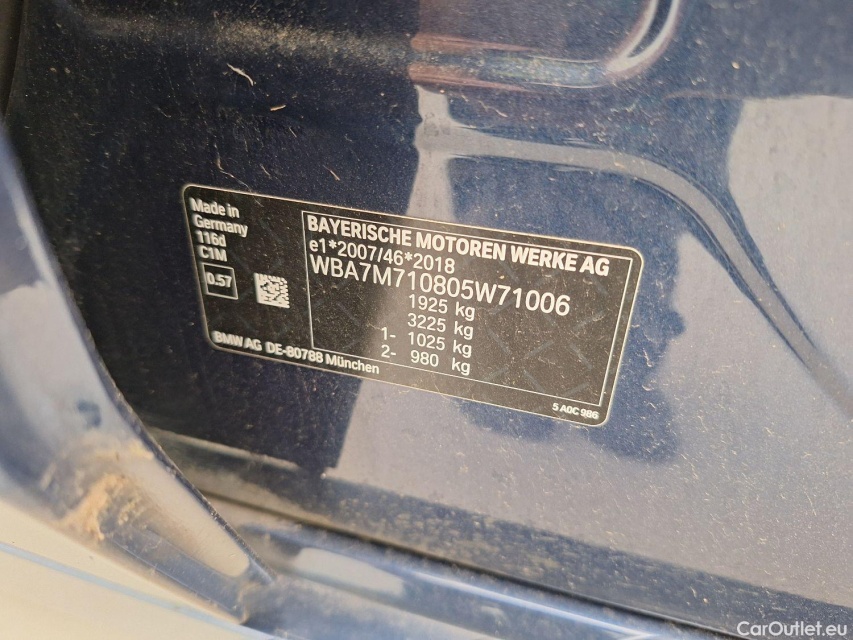 Made in
Germany
116d
C1M
0.57
BAYERISCHE MOTOREN WERKE AG
e1*2007/46*2018
WBA7M710805W71006
1925 kg
3225 kg
1- 1025 kg
2- 980 kg
BMW AG DE-80788 München
5 A0C 986
CarOutlet.eu